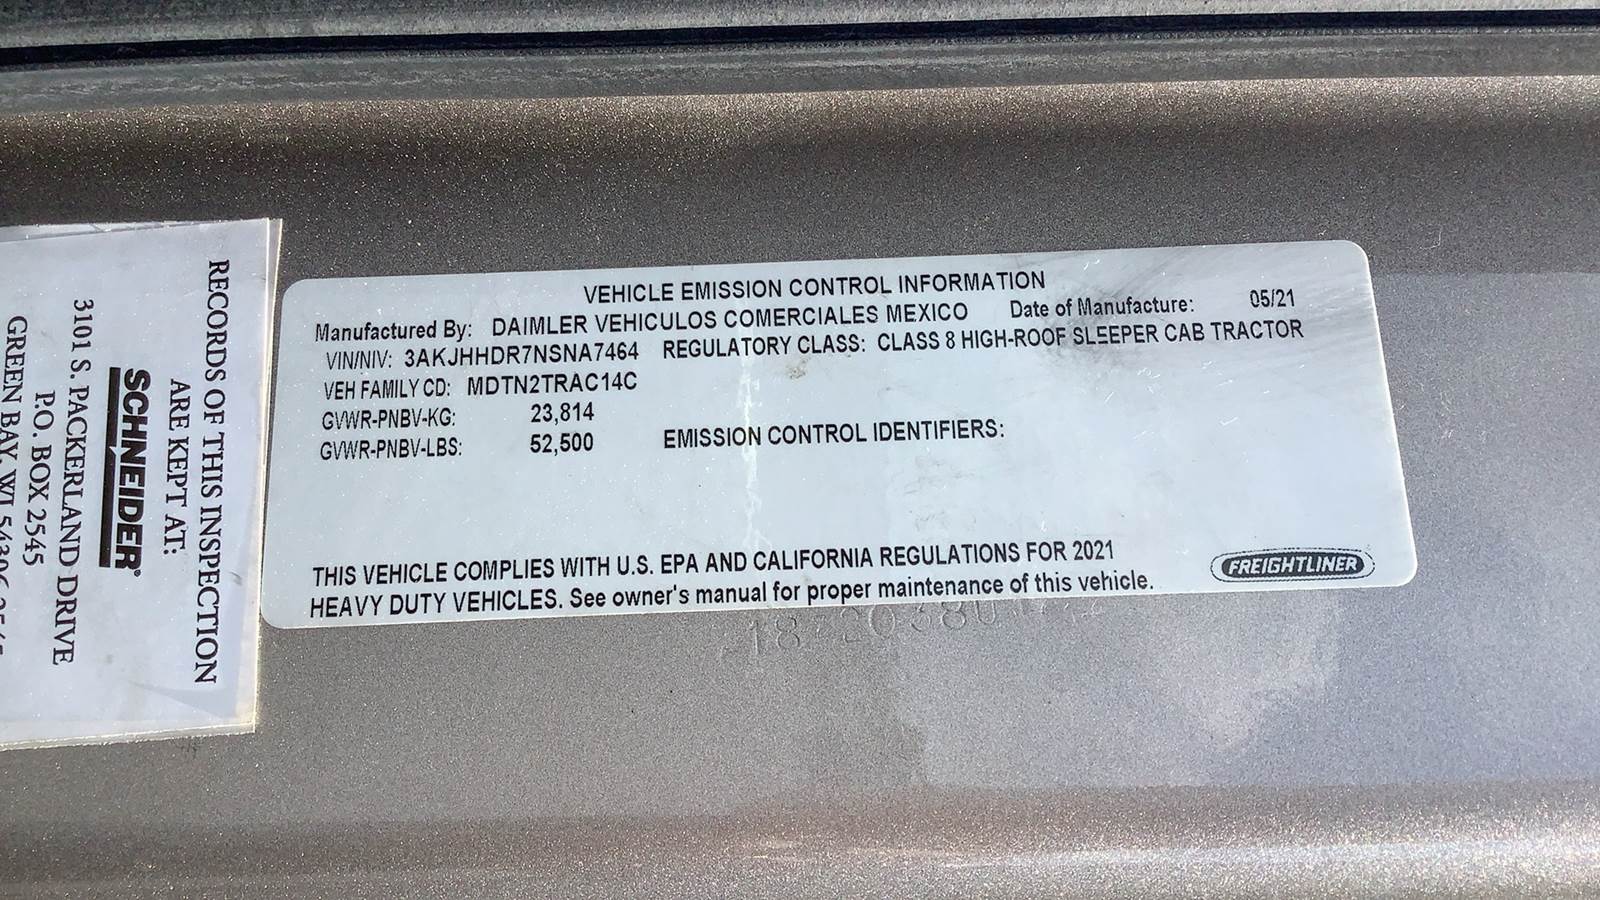 VEHICLE EMISSION CONTROL INFORMATION
Manufactured By: DAIMLER VEHICULOS COMERCIALES MEXICO Date of Manufacture: 05/21
VIN/NIV: 3AKJHHDR7NSNA7464 REGULATORY CLASS: CLASS 8 HIGH-ROOF SLEEPER CAB TRACTOR
VEH FAMILY CD: MDTN2TRAC14C
GVWR-PNBV-KG: 23,814
GVWR-PNBV-LBS: 52,500 EMISSION CONTROL IDENTIFIERS:
THIS VEHICLE COMPLIES WITH U.S. EPA AND CALIFORNIA REGULATIONS FOR 2021
HEAVY DUTY VEHICLES. See owner's manual for proper maintenance of this vehicle.
FREIGHTLINER
RECORDS OF THIS INSPECTION
ARE KEPT AT:
SCHNEIDER®
3101 S. PACKERLAND DRIVE
P.O. BOX 2545
GREEN BAY, WI